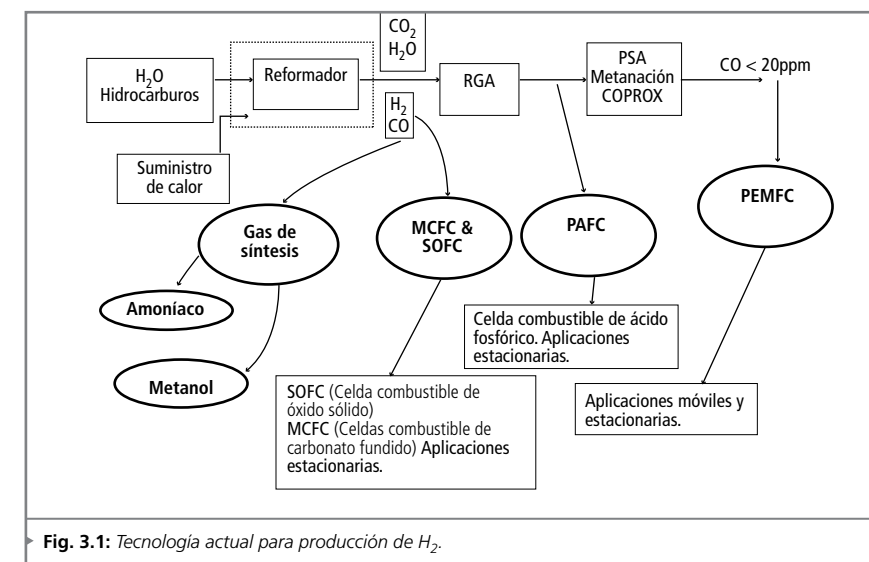 CO₂
H₂O
H₂O
Hidrocarburos
Reformador
RGA
PSA
Metanación
COPROX
CO < 20ppm
H₂
CO
Suministro
de calor
Gas de
síntesis
MCFC &
SOFC
PAFC
PEMFC
Amoníaco
Metanol
Celda combustible de ácido
fosfórico. Aplicaciones
estacionarias.
SOFC (Celda combustible de
óxido sólido)
MCFC (Celdas combustible de
carbonato fundido) Aplicaciones
estacionarias.
Aplicaciones móviles y
estacionarias.
Fig. 3.1: Tecnología actual para producción de H₂.